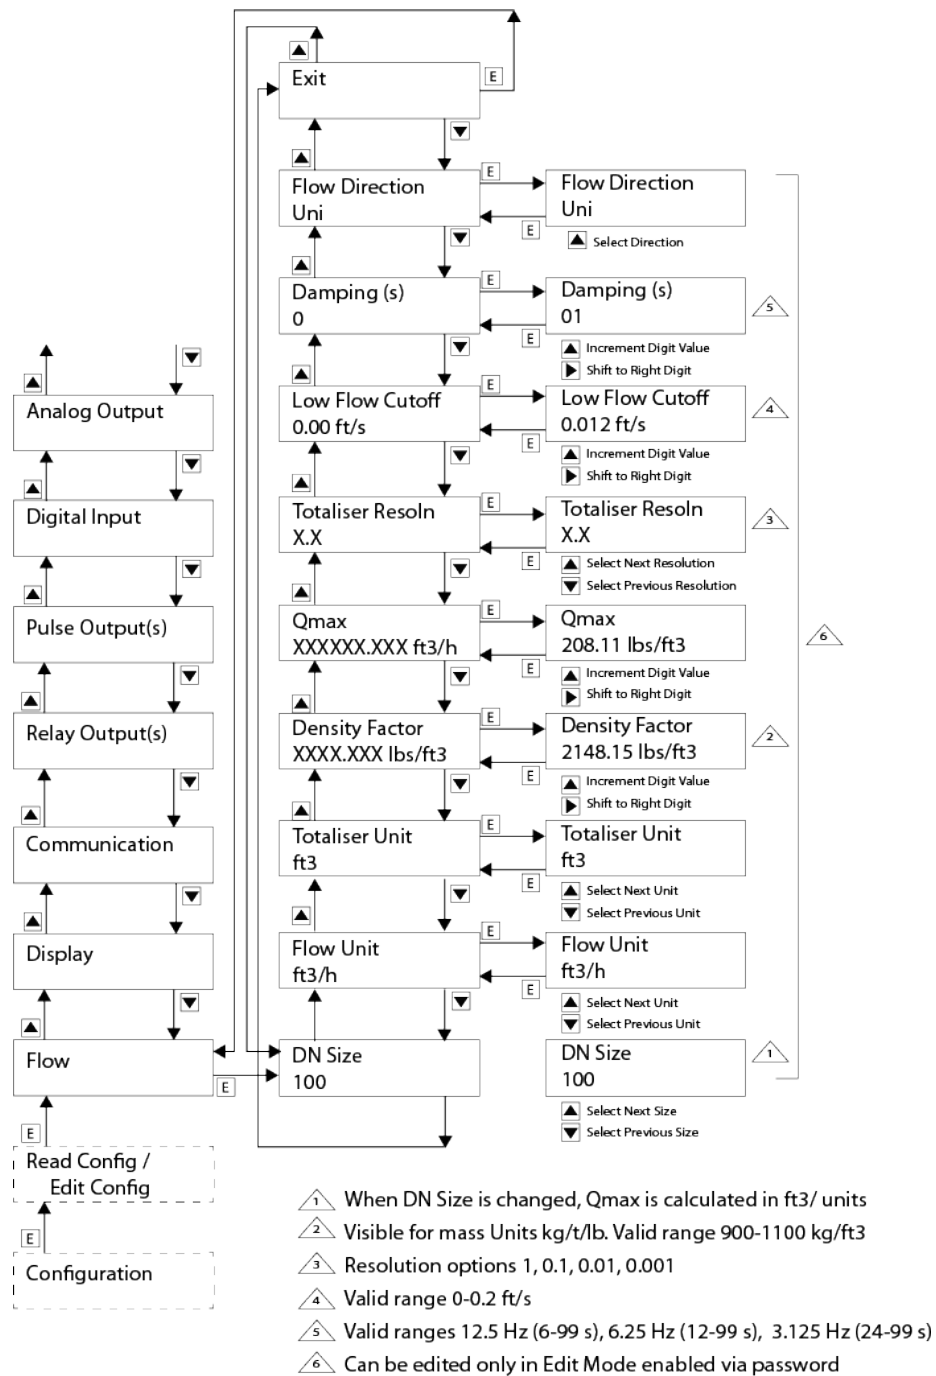 Exit
E
Flow Direction
Uni
E
Flow Direction
Uni
E
Select Direction
Damping (s)
0
E
Damping (s)
01
5
E
Increment Digit Value
Shift to Right Digit
Analog Output
Low Flow Cutoff
0.00 ft/s
E
Low Flow Cutoff
0.012 ft/s
4
E
Increment Digit Value
Shift to Right Digit
Digital Input
Totaliser Resoln
X.X
E
Totaliser Resoln
X.X
3
E
Select Next Resolution
Select Previous Resolution
Pulse Output(s)
Qmax
XXXXXX.XXX ft3/h
E
Qmax
208.11 lbs/ft3
6
E
Increment Digit Value
Shift to Right Digit
Relay Output(s)
Density Factor
XXXX.XXX lbs/ft3
E
Density Factor
2148.15 lbs/ft3
2
E
Increment Digit Value
Shift to Right Digit
Communication
Totaliser Unit
ft3
E
Totaliser Unit
ft3
E
Select Next Unit
Select Previous Unit
Display
Flow Unit
ft3/h
E
Flow Unit
ft3/h
E
Select Next Unit
Select Previous Unit
Flow
E
DN Size
100
DN Size
100
1
Select Next Size
Select Previous Size
E
Read Config /
Edit Config
E
Configuration
1 When DN Size is changed, Qmax is calculated in ft3/ units
2 Visible for mass Units kg/t/lb. Valid range 900-1100 kg/ft3
3 Resolution options 1, 0.1, 0.01, 0.001
4 Valid range 0-0.2 ft/s
5 Valid ranges 12.5 Hz (6-99 s), 6.25 Hz (12-99 s), 3.125 Hz (24-99 s)
6 Can be edited only in Edit Mode enabled via password